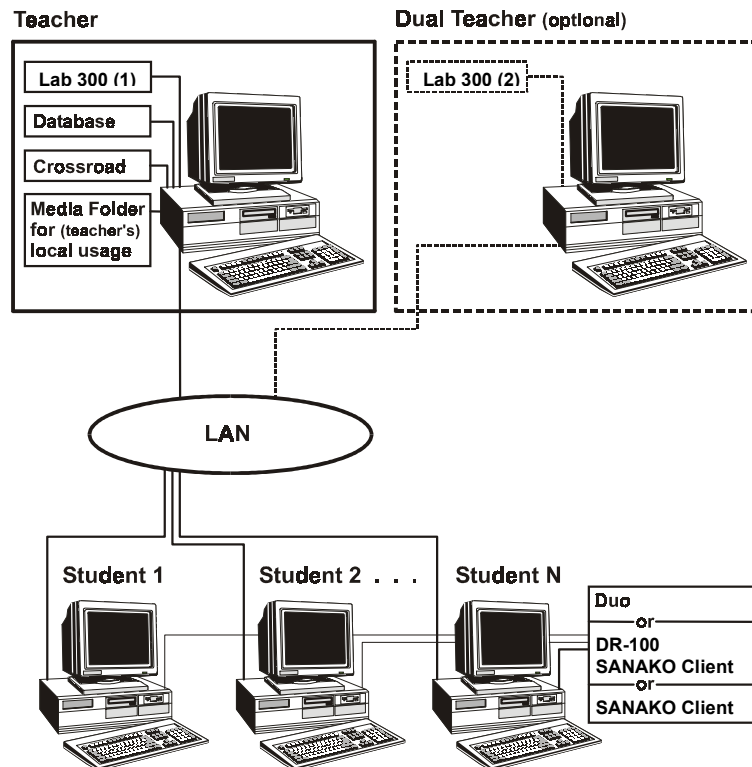 Teacher
Lab 300 (1)
Database
Crossroad
Media Folder
for (teacher's)
local usage
Dual Teacher (optional)
Lab 300 (2)
LAN
Student 1
Student 2 . . .
Student N
Duo
or
DR-100
SANAKO Client
or
SANAKO Client